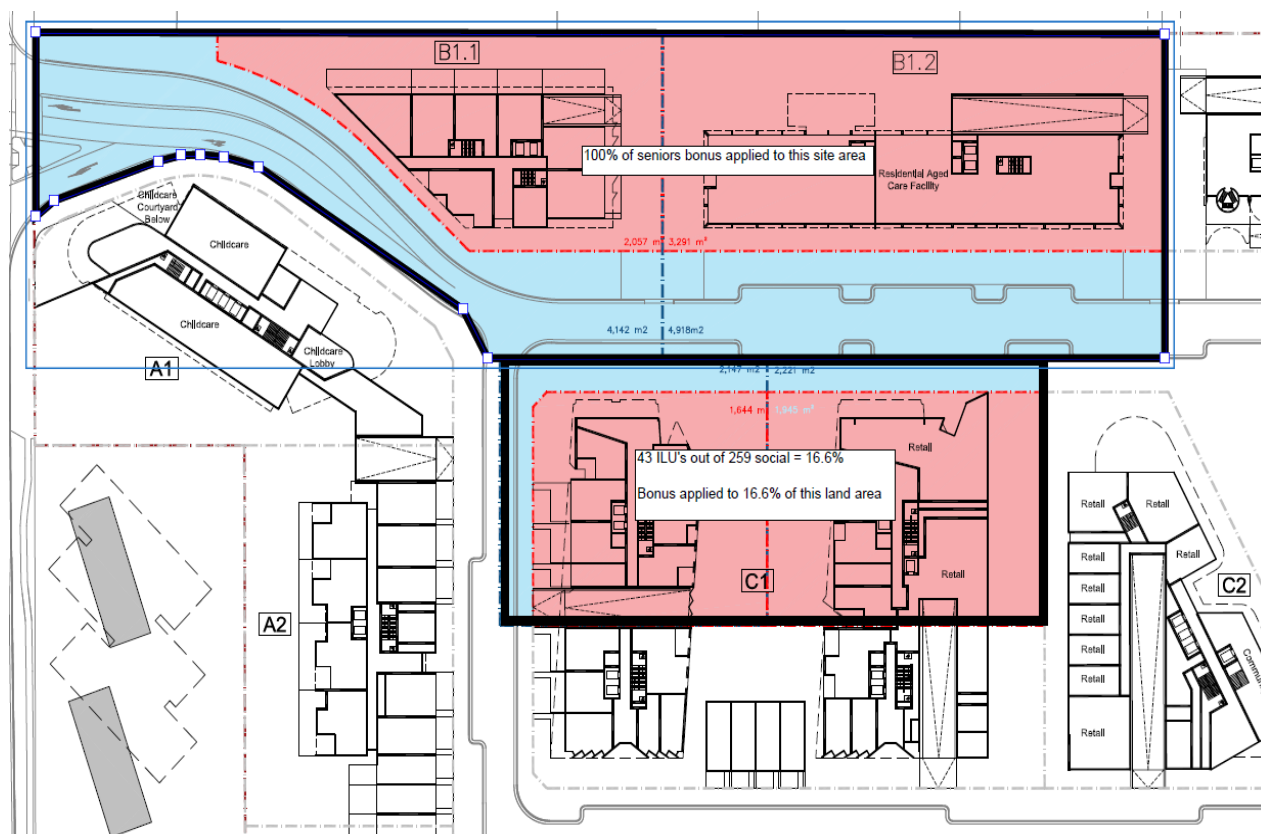 B1.1
B1.2
100% of seniors bonus applied to this site area
Residential Aged
Care Facility
Childcare
Courtyard
Below
Childcare
2,057 m² 3,291 m²
Childcare
4,142 m2 4,918m2
Childcare
Lobby
A1
2,147 m2 2,221 m2
1,644 m 1,945 m²
Retail
43 ILU's out of 259 social = 16.6%
Bonus applied to 16.6% of this land area
Retail
Retail
Retail
Retail
Retail
Retail
C1
C2
Retail
A2
Retail
Retail
Retail